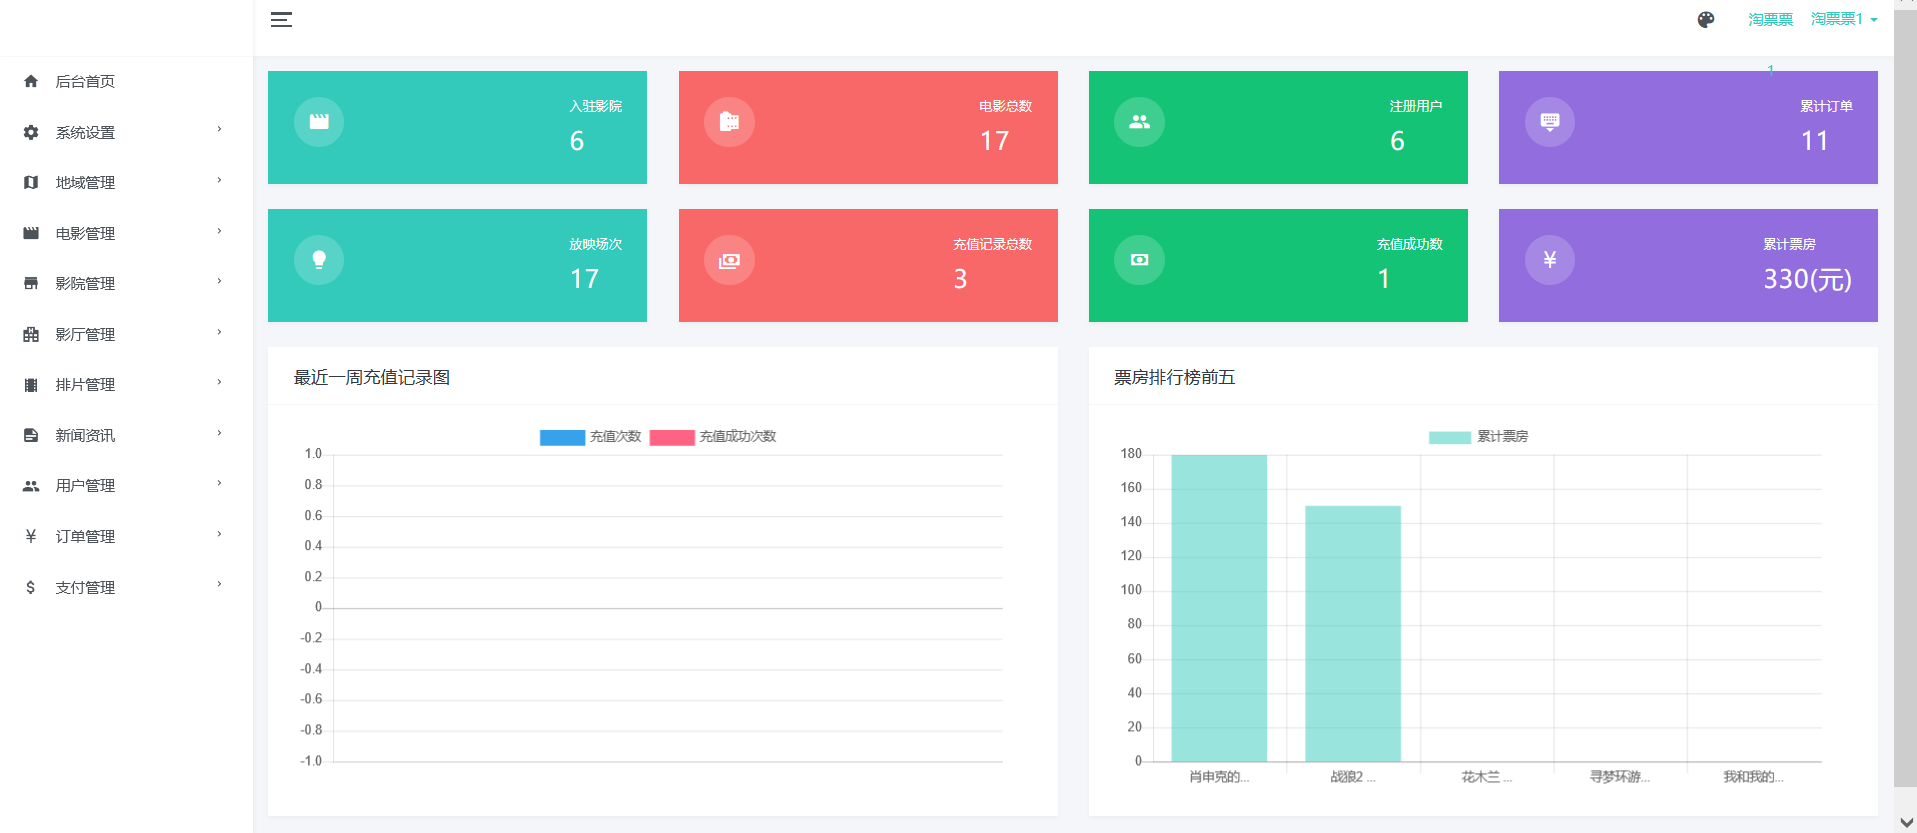 淘票票 淘票票1
1
后台首页
系统设置
地域管理
电影管理
影院管理
影厅管理
排片管理
新闻资讯
用户管理
订单管理
支付管理
入驻影院
6
电影总数
17
注册用户
6
累计订单
11
放映场次
17
充值记录总数
3
充值成功数
1
累计票房
330(元)
最近一周充值记录图
充值次数 充值成功次数
1.0
0.8
0.6
0.4
0.2
0
-0.2
-0.4
-0.6
-0.8
-1.0
票房排行榜前五
累计票房
180
160
140
120
100
80
60
40
20
0
肖申克的... 战狼2 ... 花木兰 ... 寻梦环游... 我和我的...